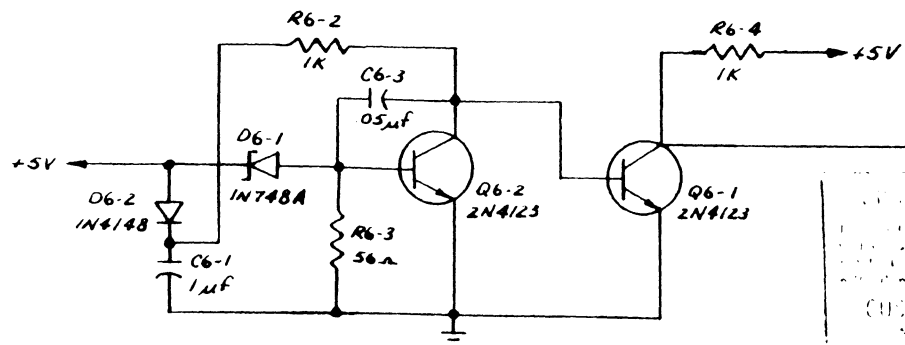 R6-2
1K
R6-4
1K
+5V
C6-3
.05µf
D6-1
1N748A
+5V
D6-2
1N4148
Q6-2
2N4123
Q6-1
2N4123
R6-3
56Ω
C6-1
1µf